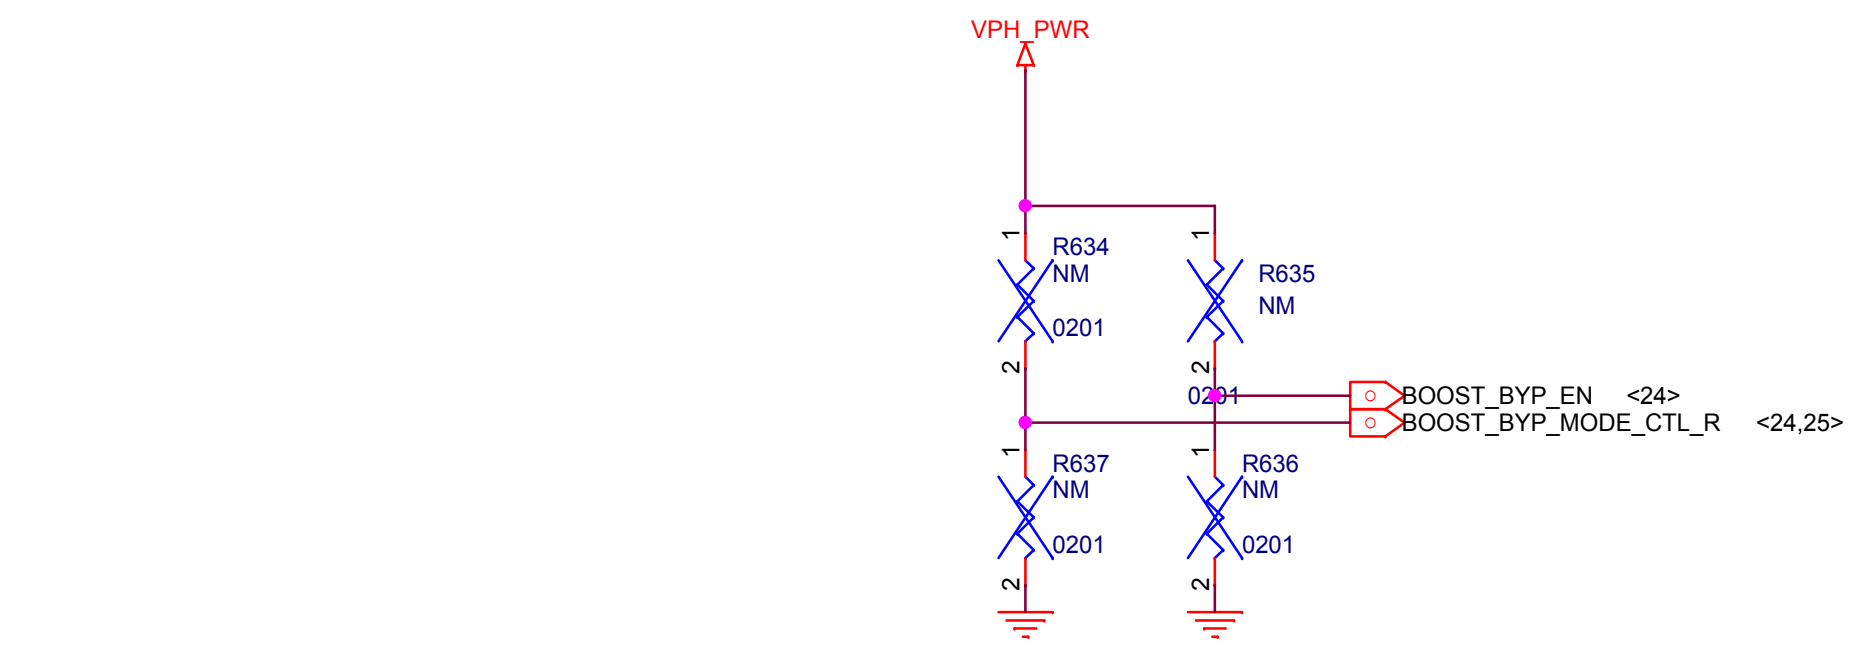 VPH_PWR
1
R634
NM
0201
2
1
R635
NM
2
0201
BOOST_BYP_EN <24>
BOOST_BYP_MODE_CTL_R <24,25>
1
R637
NM
0201
2
1
R636
NM
0201
2